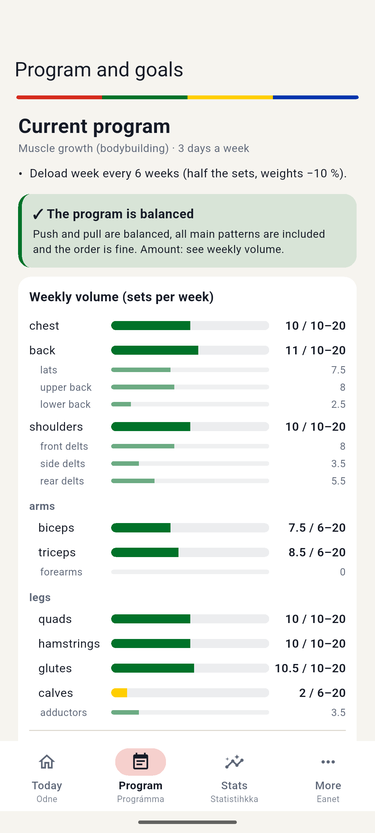 Program and goals
Current program
Muscle growth (bodybuilding) · 3 days a week
• Deload week every 6 weeks (half the sets, weights −10 %).
✓ The program is balanced
Push and pull are balanced, all main patterns are included
and the order is fine. Amount: see weekly volume.
Weekly volume (sets per week)
chest 10 / 10–20
back 11 / 10–20
lats 7.5
upper back 8
lower back 2.5
shoulders 10 / 10–20
front delts 8
side delts 3.5
rear delts 5.5
arms
biceps 7.5 / 6–20
triceps 8.5 / 6–20
forearms 0
legs
quads 10 / 10–20
hamstrings 10 / 10–20
glutes 10.5 / 10–20
calves 2 / 6–20
adductors 3.5
Today Program Stats More
Odne Prográmma Statistihkka Eanet